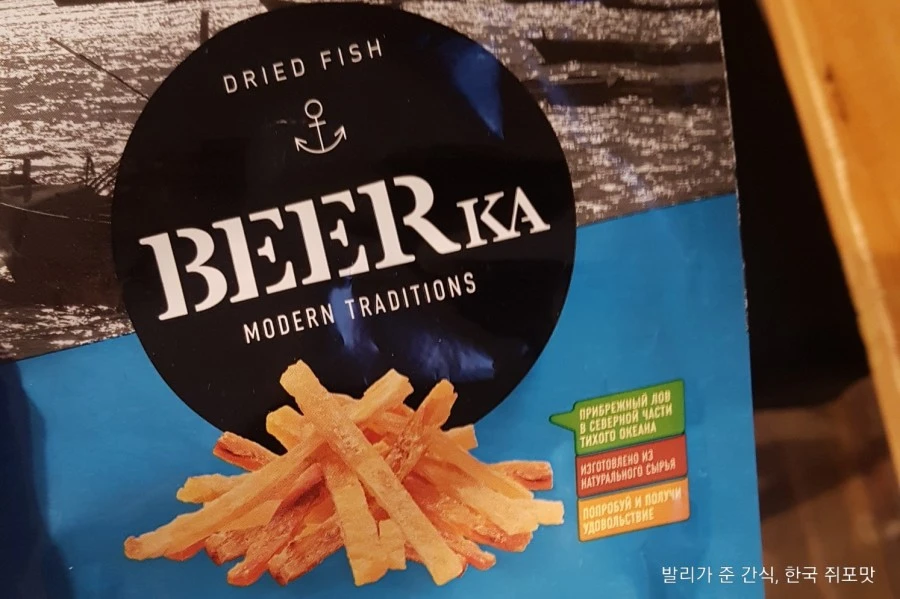 DRIED FISH
BEERKA
MODERN TRADITIONS
ПРИБРЕЖНЫЙ ЛОВ
В СЕВЕРНОЙ ЧАСТИ
ТИХОГО ОКЕАНА
ИЗГОТОВЛЕНО ИЗ
НАТУРАЛЬНОГО СЫРЬЯ
ПОПРОБУЙ И ПОЛУЧИ
УДОВОЛЬСТВИЕ
발리가 준 간식, 한국 쥐포맛